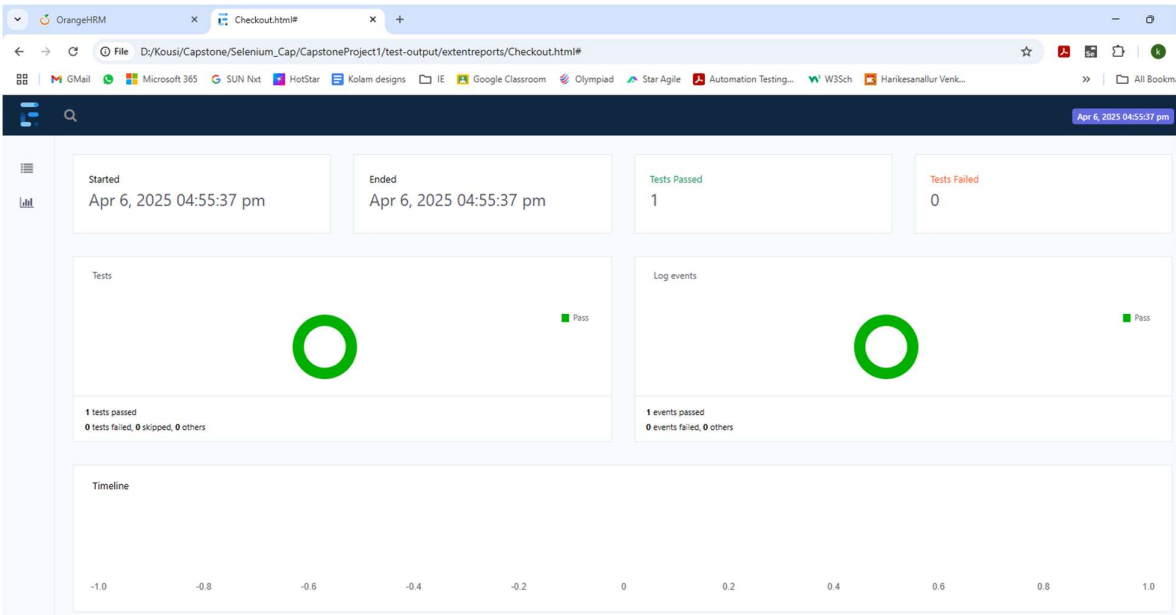 OrangeHRM
Checkout.html#
File D:/Kousi/Capstone/Selenium_Cap/CapstoneProject1/test-output/extentreports/Checkout.html#
k
GMail Microsoft 365 SUN Nxt HotStar Kolam designs IE Google Classroom Olympiad Star Agile Automation Testing... W3Sch Harikesanallur Venk... » All Bookma
Apr 6, 2025 04:55:37 pm
Started Ended Tests Passed Tests Failed
Apr 6, 2025 04:55:37 pm Apr 6, 2025 04:55:37 pm 1 0
Tests Log events
Pass Pass
1 tests passed 1 events passed
0 tests failed, 0 skipped, 0 others 0 events failed, 0 others
Timeline
-1.0 -0.8 -0.6 -0.4 -0.2 0 0.2 0.4 0.6 0.8 1.0